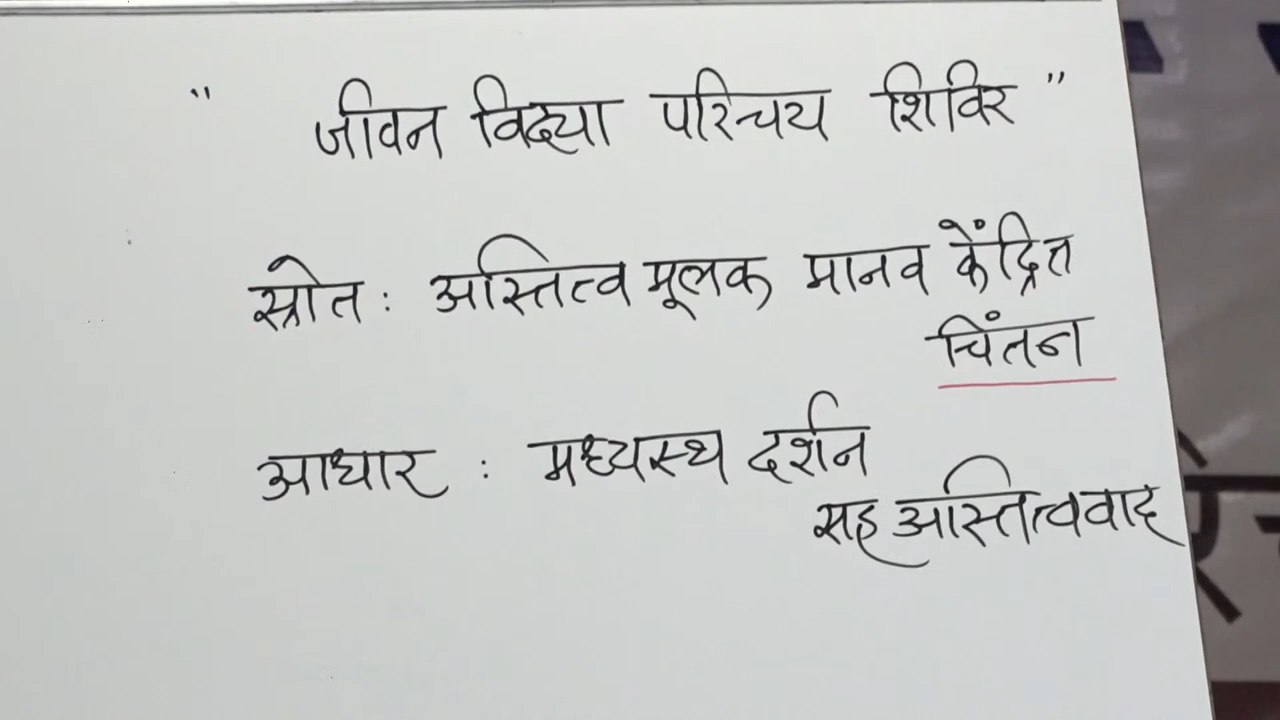 " जीवन विद्या परिचय शिविर "
स्रोत : अस्तित्व मूलक मानव केंद्रित
चिंतन
आधार : मध्यस्थ दर्शन
सह अस्तित्ववाद